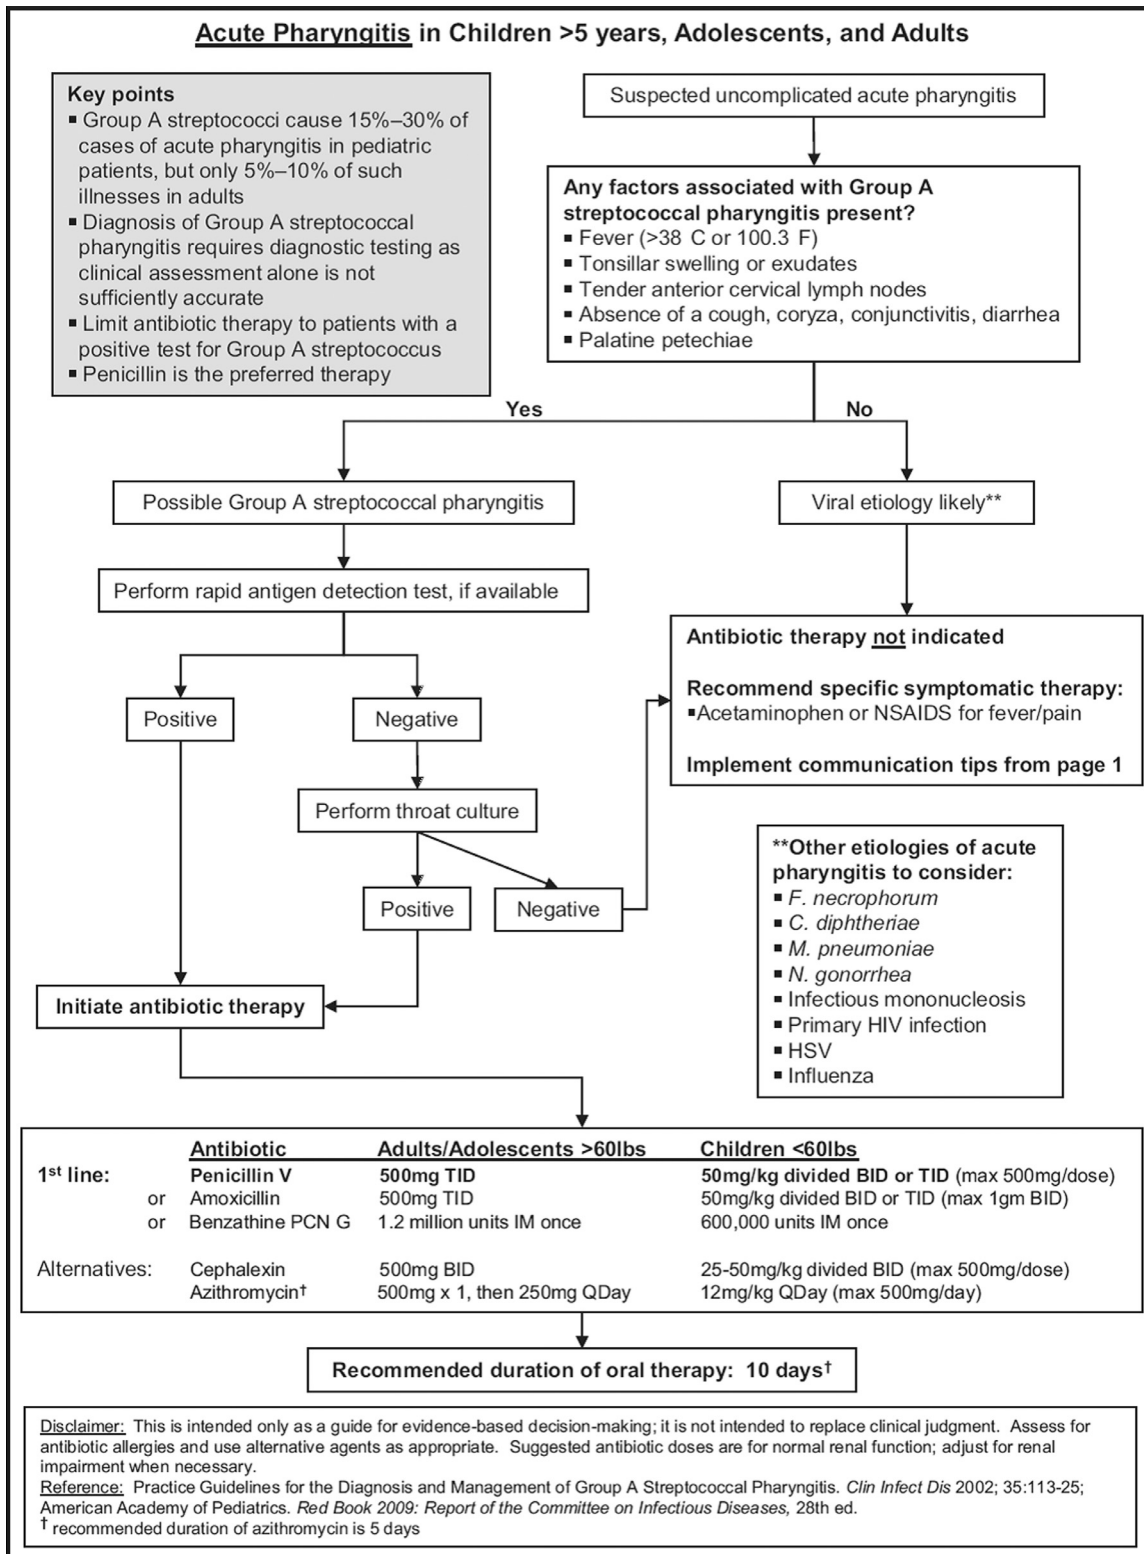 Acute Pharyngitis in Children >5 years, Adolescents, and Adults
Key points
▪ Group A streptococci cause 15%–30% of
cases of acute pharyngitis in pediatric
patients, but only 5%–10% of such
illnesses in adults
▪ Diagnosis of Group A streptococcal
pharyngitis requires diagnostic testing as
clinical assessment alone is not
sufficiently accurate
▪ Limit antibiotic therapy to patients with a
positive test for Group A streptococcus
▪ Penicillin is the preferred therapy
Suspected uncomplicated acute pharyngitis
Any factors associated with Group A
streptococcal pharyngitis present?
▪ Fever (>38 C or 100.3 F)
▪ Tonsillar swelling or exudates
▪ Tender anterior cervical lymph nodes
▪ Absence of a cough, coryza, conjunctivitis, diarrhea
▪ Palatine petechiae
Yes
No
Possible Group A streptococcal pharyngitis
Viral etiology likely**
Perform rapid antigen detection test, if available
Antibiotic therapy not indicated
Recommend specific symptomatic therapy:
▪Acetaminophen or NSAIDS for fever/pain
Implement communication tips from page 1
Positive
Negative
Perform throat culture
Positive
Negative
**Other etiologies of acute
pharyngitis to consider:
▪ F. necrophorum
▪ C. diphtheriae
▪ M. pneumoniae
▪ N. gonorrhea
▪ Infectious mononucleosis
▪ Primary HIV infection
▪ HSV
▪ Influenza
Initiate antibiotic therapy
Antibiotic Adults/Adolescents >60lbs Children <60lbs
1st line: Penicillin V 500mg TID 50mg/kg divided BID or TID (max 500mg/dose)
or Amoxicillin 500mg TID 50mg/kg divided BID or TID (max 1gm BID)
or Benzathine PCN G 1.2 million units IM once 600,000 units IM once
Alternatives: Cephalexin 500mg BID 25-50mg/kg divided BID (max 500mg/dose)
Azithromycin† 500mg x 1, then 250mg QDay 12mg/kg QDay (max 500mg/day)
Recommended duration of oral therapy: 10 days†
Disclaimer: This is intended only as a guide for evidence-based decision-making; it is not intended to replace clinical judgment. Assess for
antibiotic allergies and use alternative agents as appropriate. Suggested antibiotic doses are for normal renal function; adjust for renal
impairment when necessary.
Reference: Practice Guidelines for the Diagnosis and Management of Group A Streptococcal Pharyngitis. Clin Infect Dis 2002; 35:113-25;
American Academy of Pediatrics. Red Book 2009: Report of the Committee on Infectious Diseases, 28th ed.
† recommended duration of azithromycin is 5 days